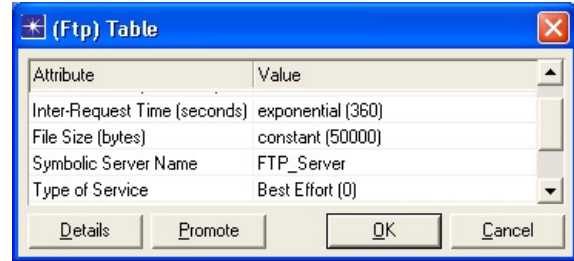 (Ftp) Table
Attribute Value
Inter-Request Time (seconds) exponential (360)
File Size (bytes) constant (50000)
Symbolic Server Name FTP_Server
Type of Service Best Effort (0)
Details Promote OK Cancel